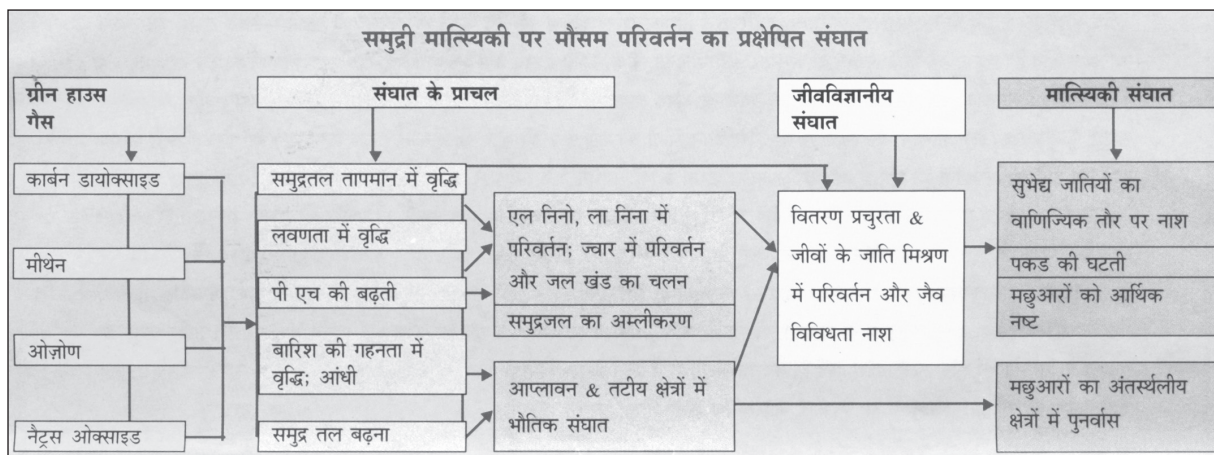 समुद्री मात्स्यिकी पर मौसम परिवर्तन का प्रक्षेपित संघात
ग्रीन हाउस
गैस
संघात के प्राचल
जीवविज्ञानीय
संघात
मात्स्यिकी संघात
कार्बन डायोक्साइड
मीथेन
ओज़ोण
नैट्रस ओक्साइड
समुद्रतल तापमान में वृद्धि
लवणता में वृद्धि
पी एच की बढ़ती
बारिश की गहनता में
वृद्धि; आंधी
समुद्र तल बढ़ना
एल निनो, ला निना में
परिवर्तन; ज्वार में परिवर्तन
और जल खंड का चलन
समुद्रजल का अम्लीकरण
आप्लावन & तटीय क्षेत्रों में
भौतिक संघात
वितरण प्रचुरता &
जीवों के जाति मिश्रण
में परिवर्तन और जैव
विविधता नाश
सुभेद्य जातियों का
वाणिज्यिक तौर पर नाश
पकड की घटती
मछुआरों को आर्थिक
नष्ट
मछुआरों का अंतर्स्थलीय
क्षेत्रों में पुनर्वास